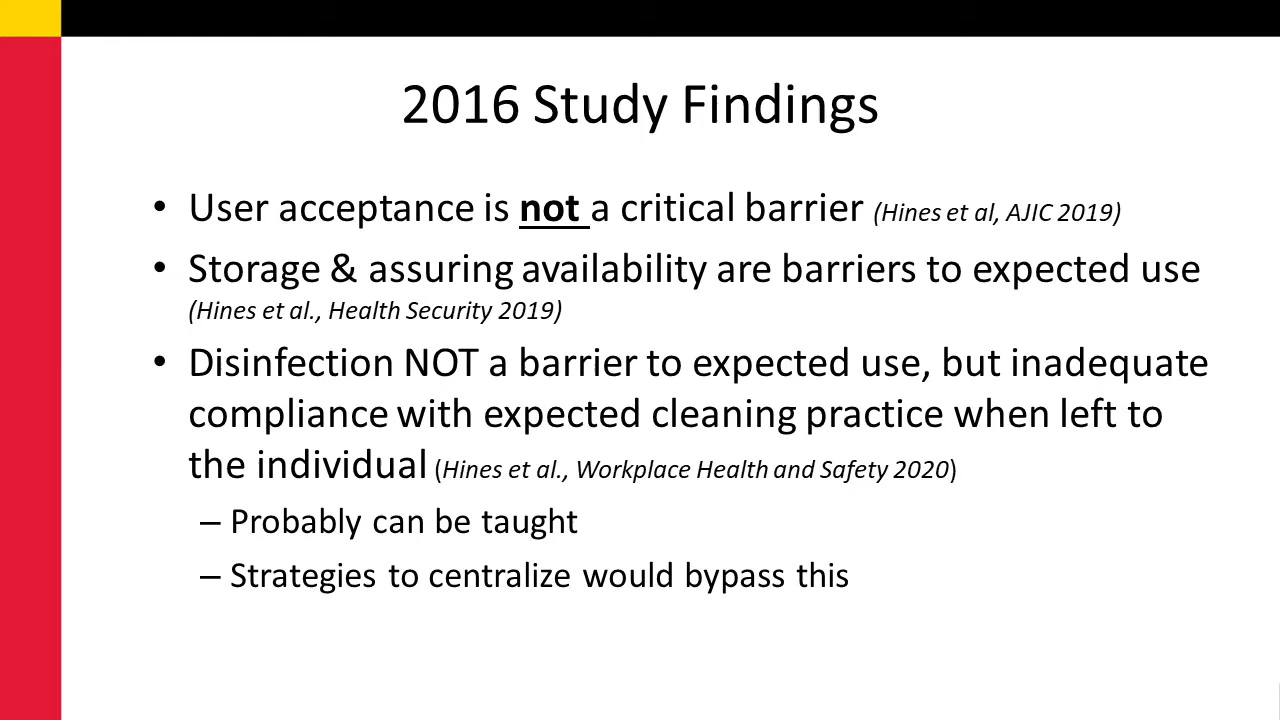 2016 Study Findings
• User acceptance is not a critical barrier (Hines et al, AJIC 2019)
• Storage & assuring availability are barriers to expected use
(Hines et al., Health Security 2019)
• Disinfection NOT a barrier to expected use, but inadequate
compliance with expected cleaning practice when left to
the individual (Hines et al., Workplace Health and Safety 2020)
– Probably can be taught
– Strategies to centralize would bypass this